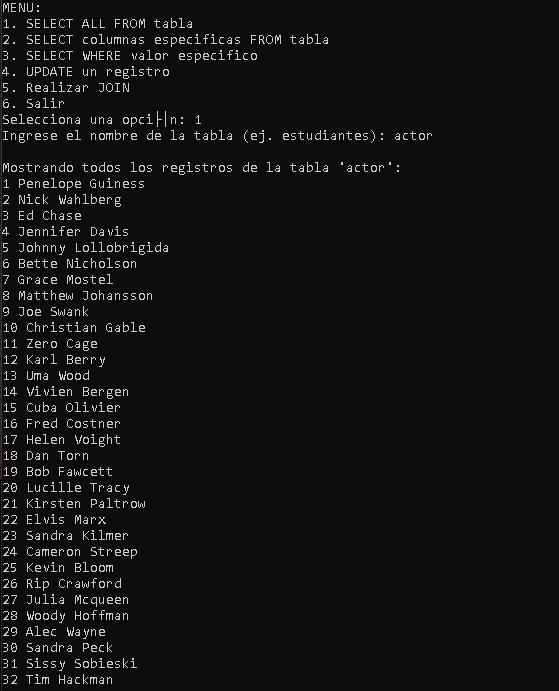 MENU:
1. SELECT ALL FROM tabla
2. SELECT columnas especificas FROM tabla
3. SELECT WHERE valor especifico
4. UPDATE un registro
5. Realizar JOIN
6. Salir
Selecciona una opci├│n: 1
Ingrese el nombre de la tabla (ej. estudiantes): actor

Mostrando todos los registros de la tabla 'actor':
1 Penelope Guiness
2 Nick Wahlberg
3 Ed Chase
4 Jennifer Davis
5 Johnny Lollobrigida
6 Bette Nicholson
7 Grace Mostel
8 Matthew Johansson
9 Joe Swank
10 Christian Gable
11 Zero Cage
12 Karl Berry
13 Uma Wood
14 Vivien Bergen
15 Cuba Olivier
16 Fred Costner
17 Helen Voight
18 Dan Torn
19 Bob Fawcett
20 Lucille Tracy
21 Kirsten Paltrow
22 Elvis Marx
23 Sandra Kilmer
24 Cameron Streep
25 Kevin Bloom
26 Rip Crawford
27 Julia Mcqueen
28 Woody Hoffman
29 Alec Wayne
30 Sandra Peck
31 Sissy Sobieski
32 Tim Hackman